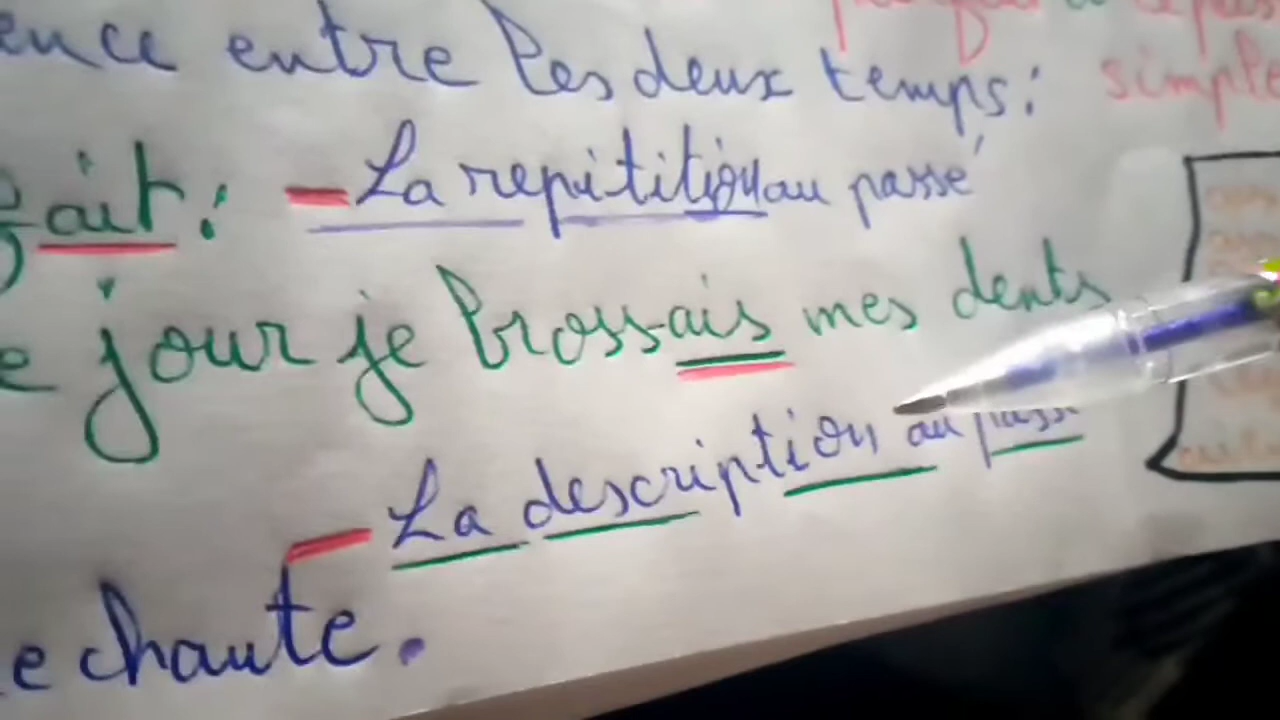 entre les deux temps:
simple
ait: - La repitition au passé
jour je brossais mes dents
- La description au passé
chante.